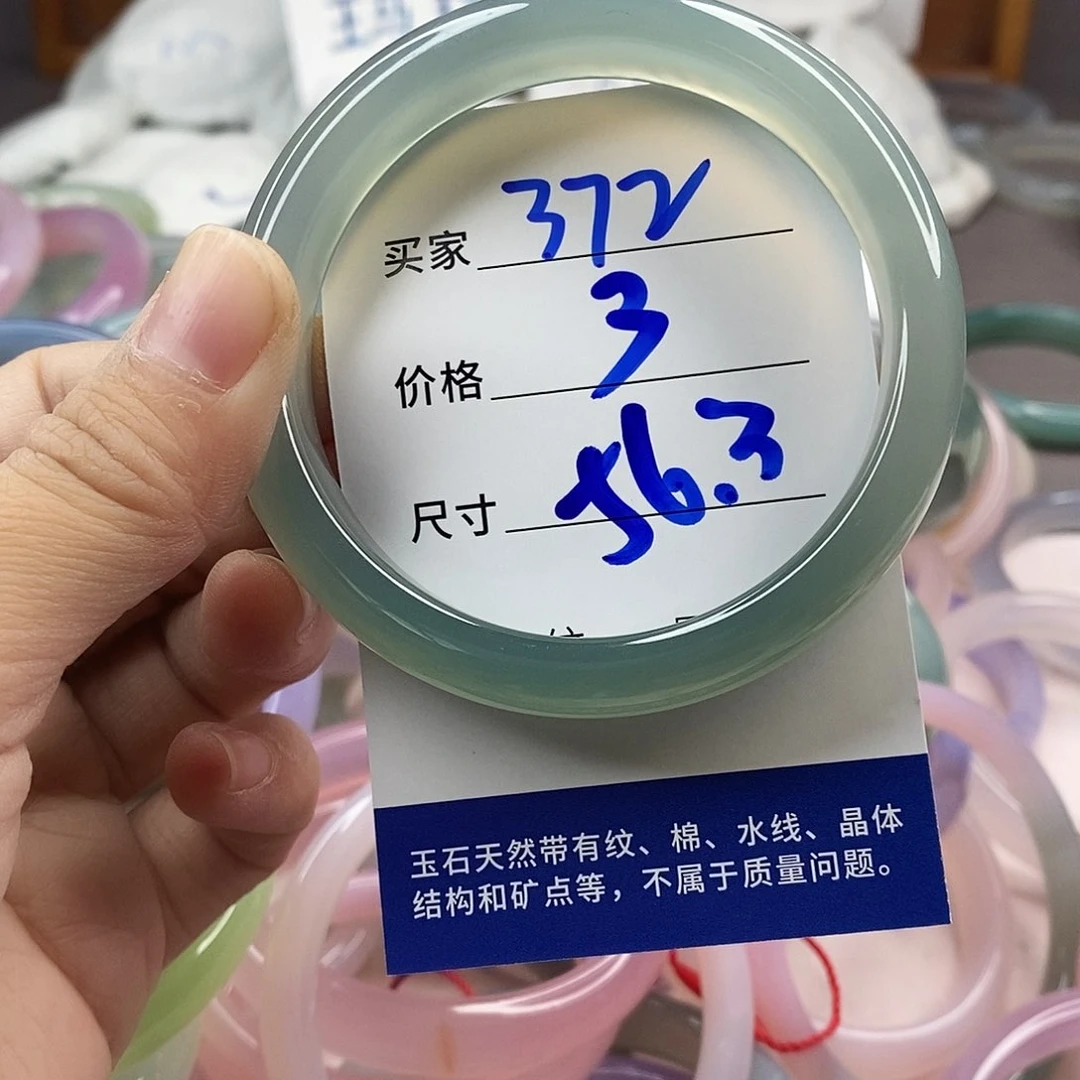 买家 372
价格 3
尺寸 56.3
玉石天然带有纹、棉、水线、晶体
结构和矿点等，不属于质量问题。